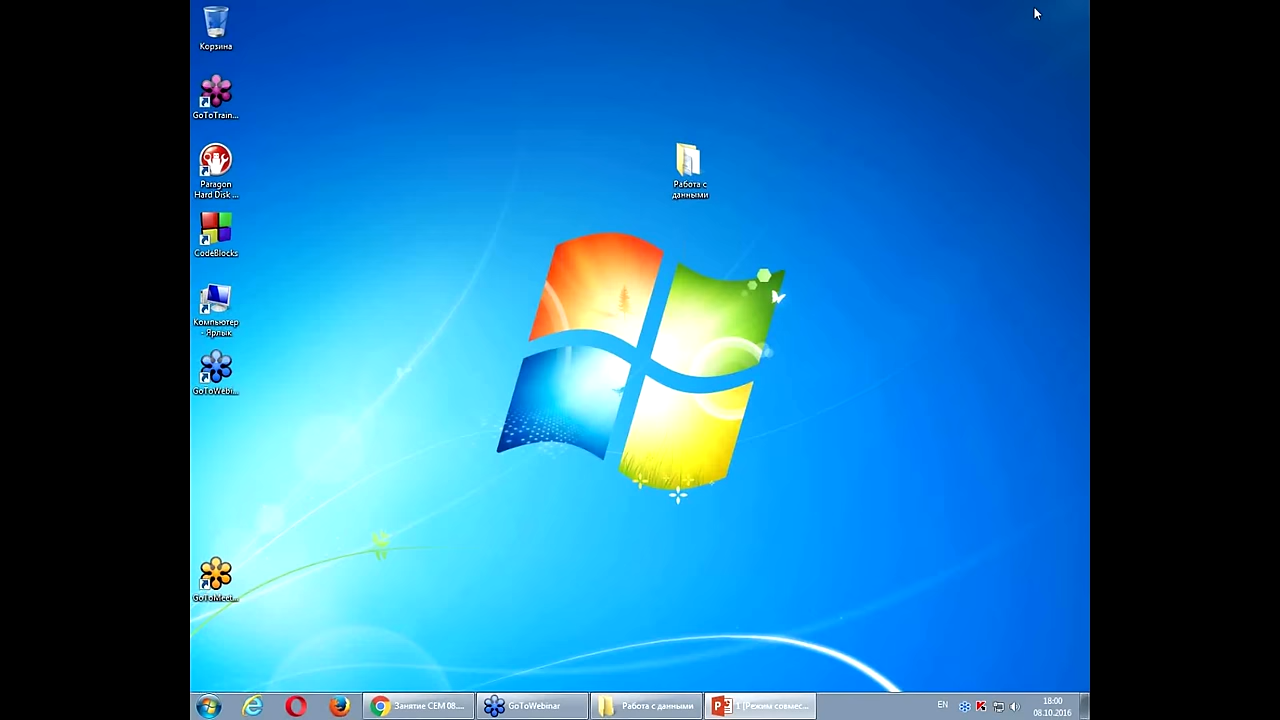 Корзина
GoToTrain...
Paragon
Hard Disk ...
CodeBlocks
Компьютер
- Ярлык
GoToWebi...
GoToMeet...
Работа с
данными
Занятие СЕМ 08....
GoToWebinar
Работа с данными
1 [Режим совмес...
EN
18:00
08.10.2016